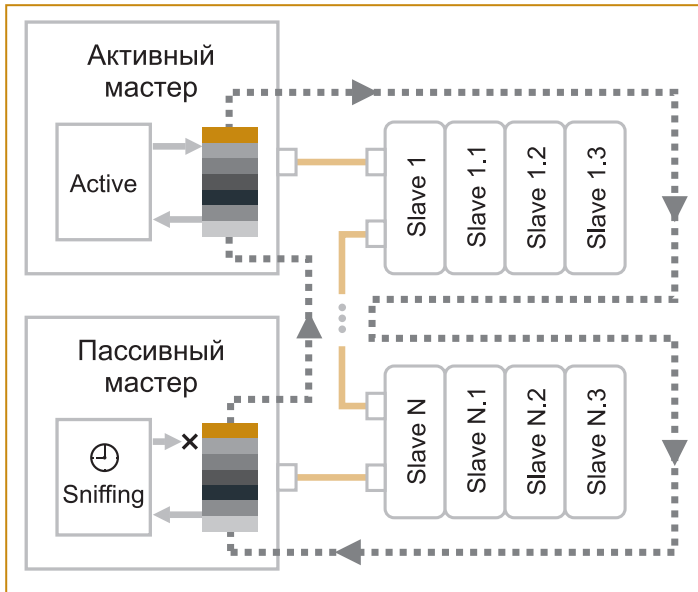 Активный
мастер
Active
Slave 1
Slave 1.1
Slave 1.2
Slave 1.3
Пассивный
мастер
Sniffing
Slave N
Slave N.1
Slave N.2
Slave N.3